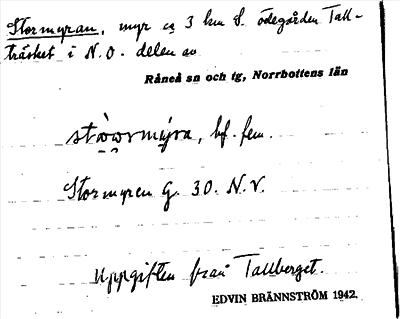 Stormyran, myr ca 3 km S. ödegården Tall-
träsket i N.O. delen av
Råneå sn och tg, Norrbottens län
stòwrmýra, bf. fem.
Stormyren G. 30. N.V.
Uppgiften från Tallberget.
EDVIN BRÄNNSTRÖM 1942.